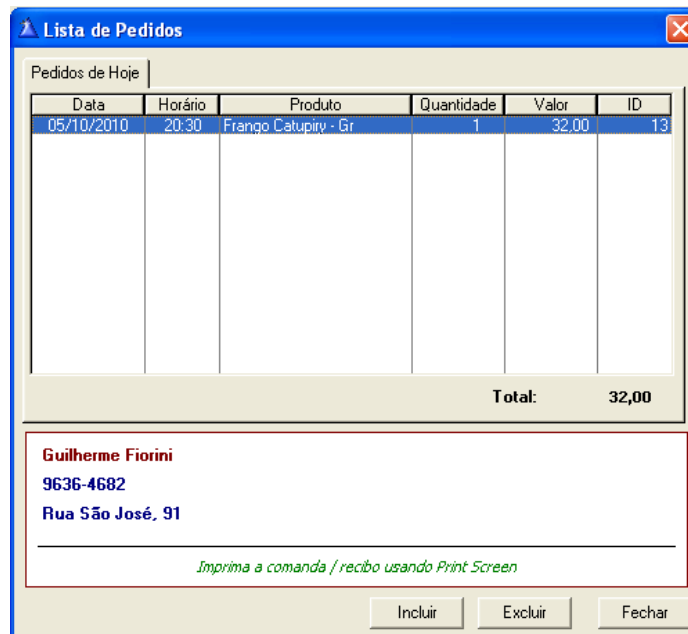 Lista de Pedidos
Pedidos de Hoje
Data Horário Produto Quantidade Valor ID
05/10/2010 20:30 Frango Catupiry - Gr 1 32,00 13
Total: 32,00
Guilherme Fiorini
9636-4682
Rua São José, 91
Imprima a comanda / recibo usando Print Screen
Incluir Excluir Fechar